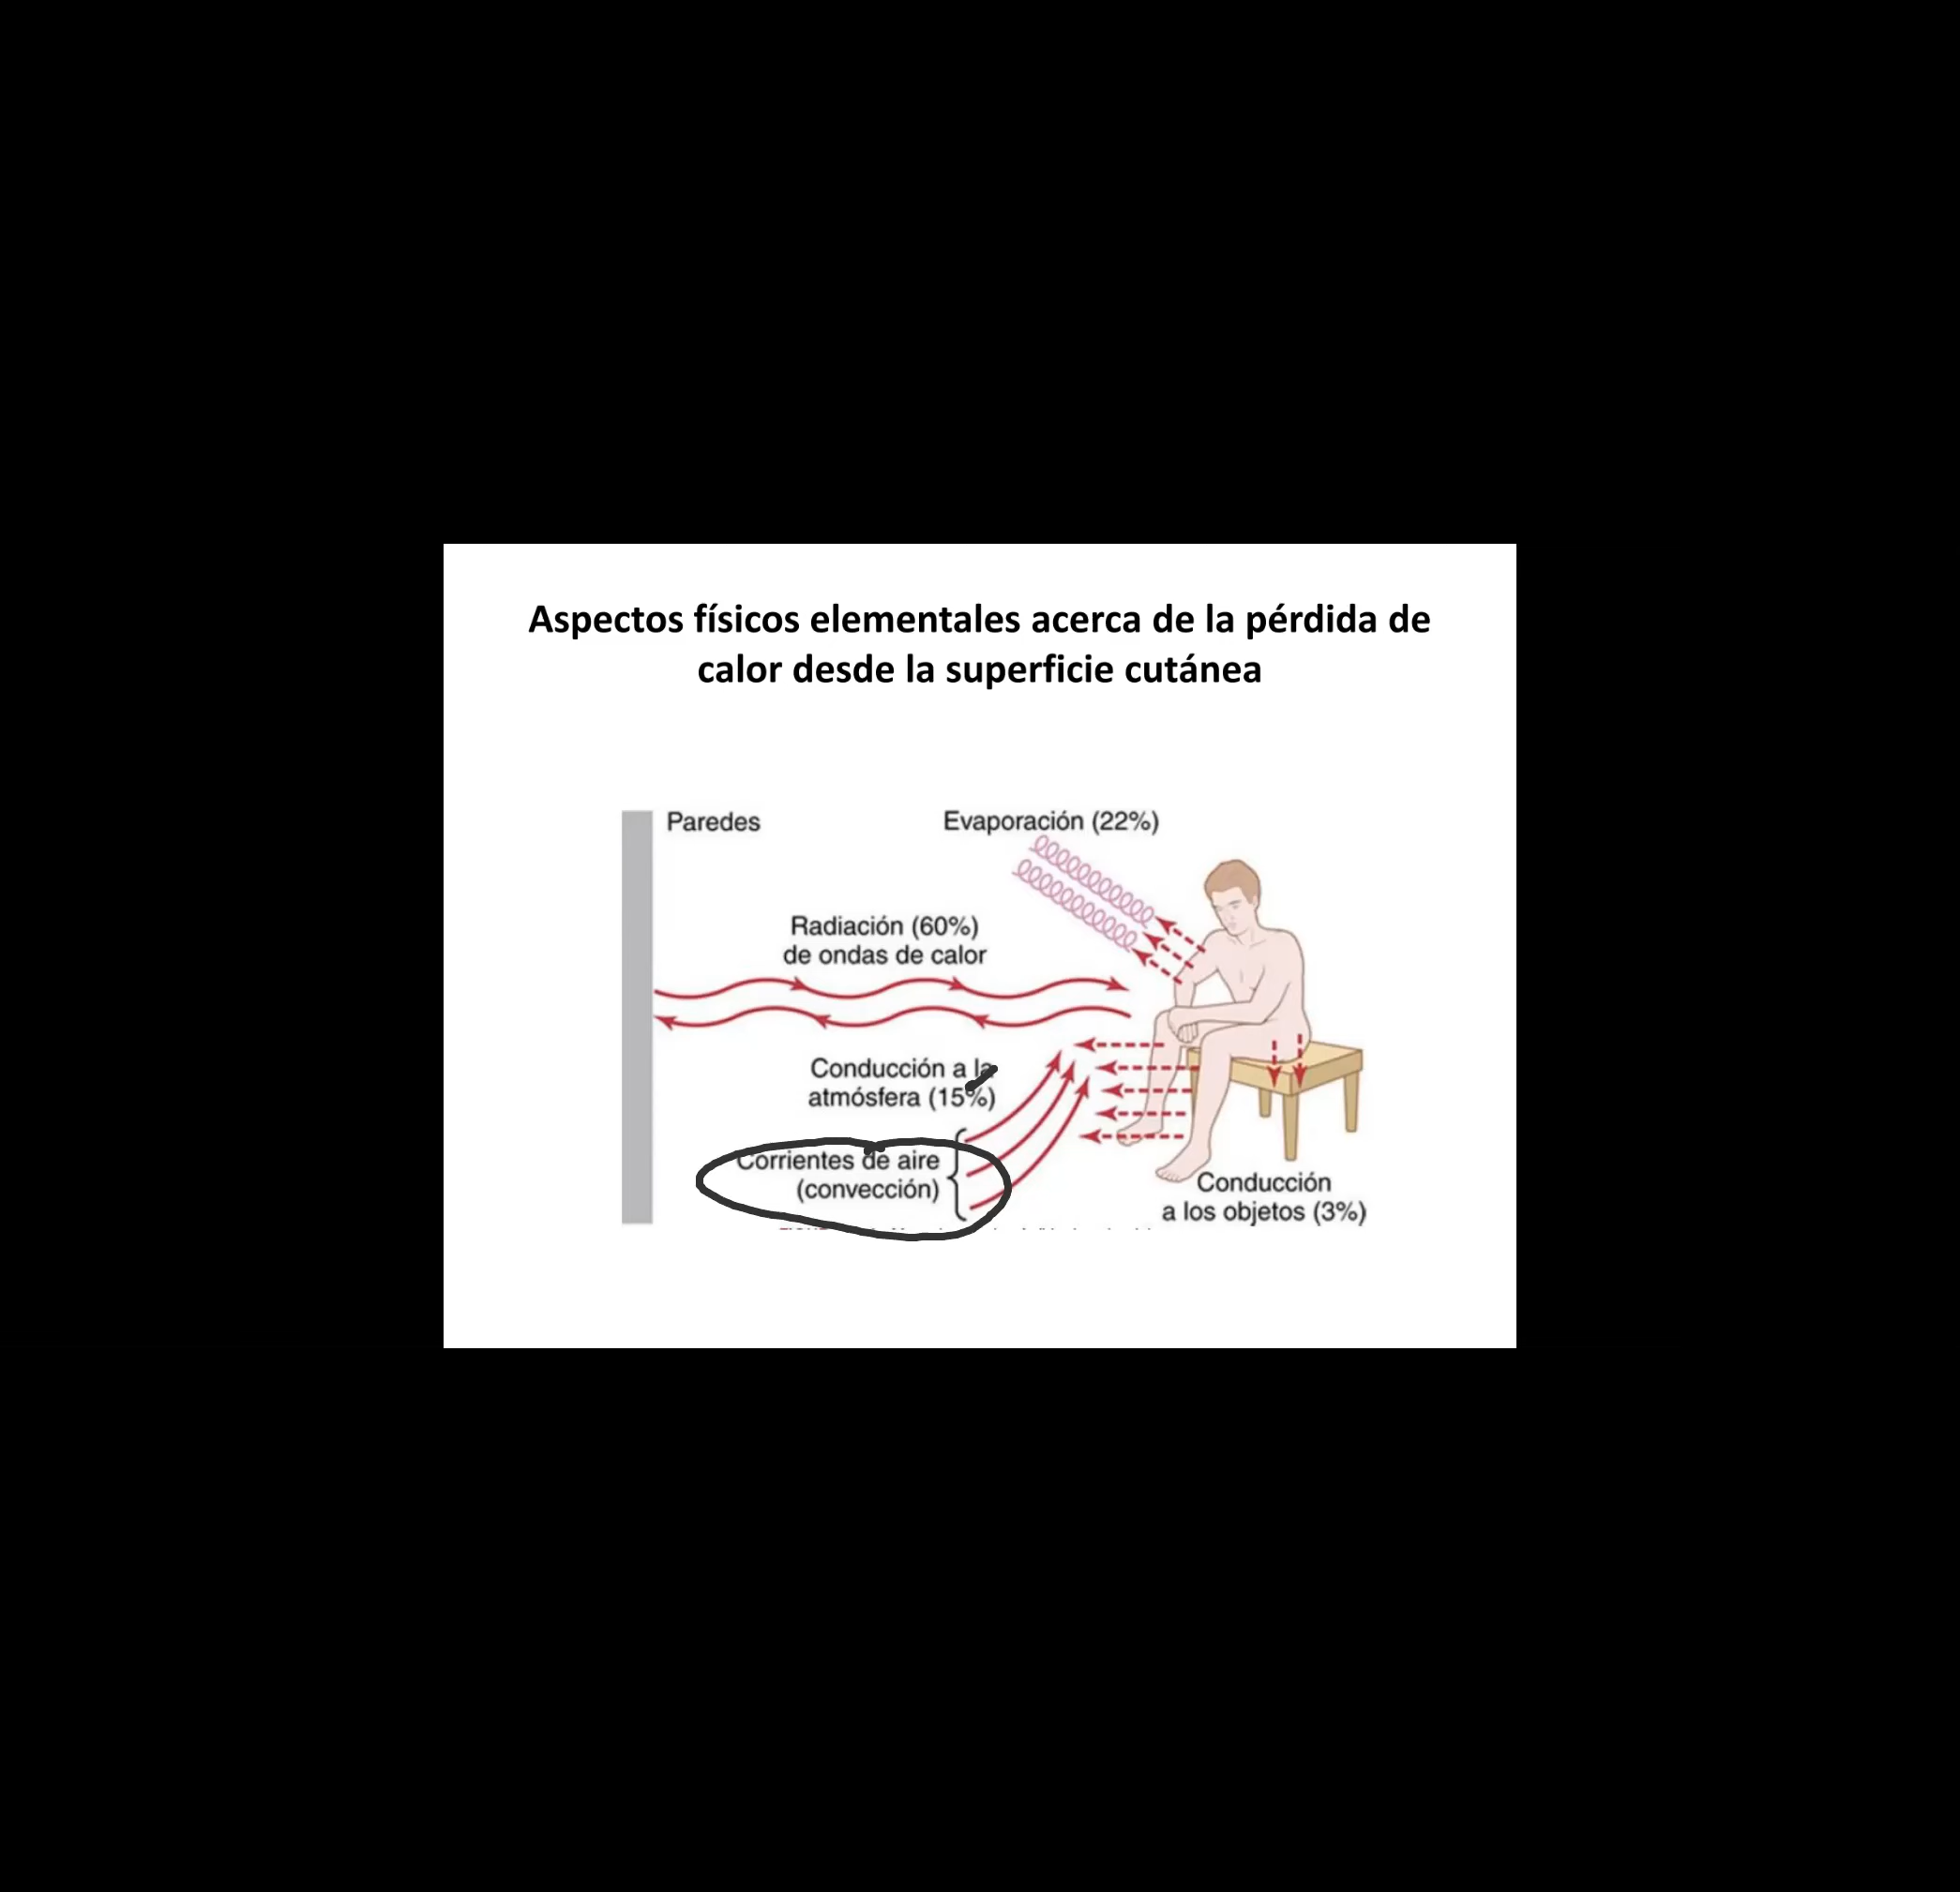 Aspectos físicos elementales acerca de la pérdida de
calor desde la superficie cutánea
Paredes
Evaporación (22%)
Radiación (60%)
de ondas de calor
Conducción a la
atmósfera (15%)
Corrientes de aire
(convección)
Conducción
a los objetos (3%)